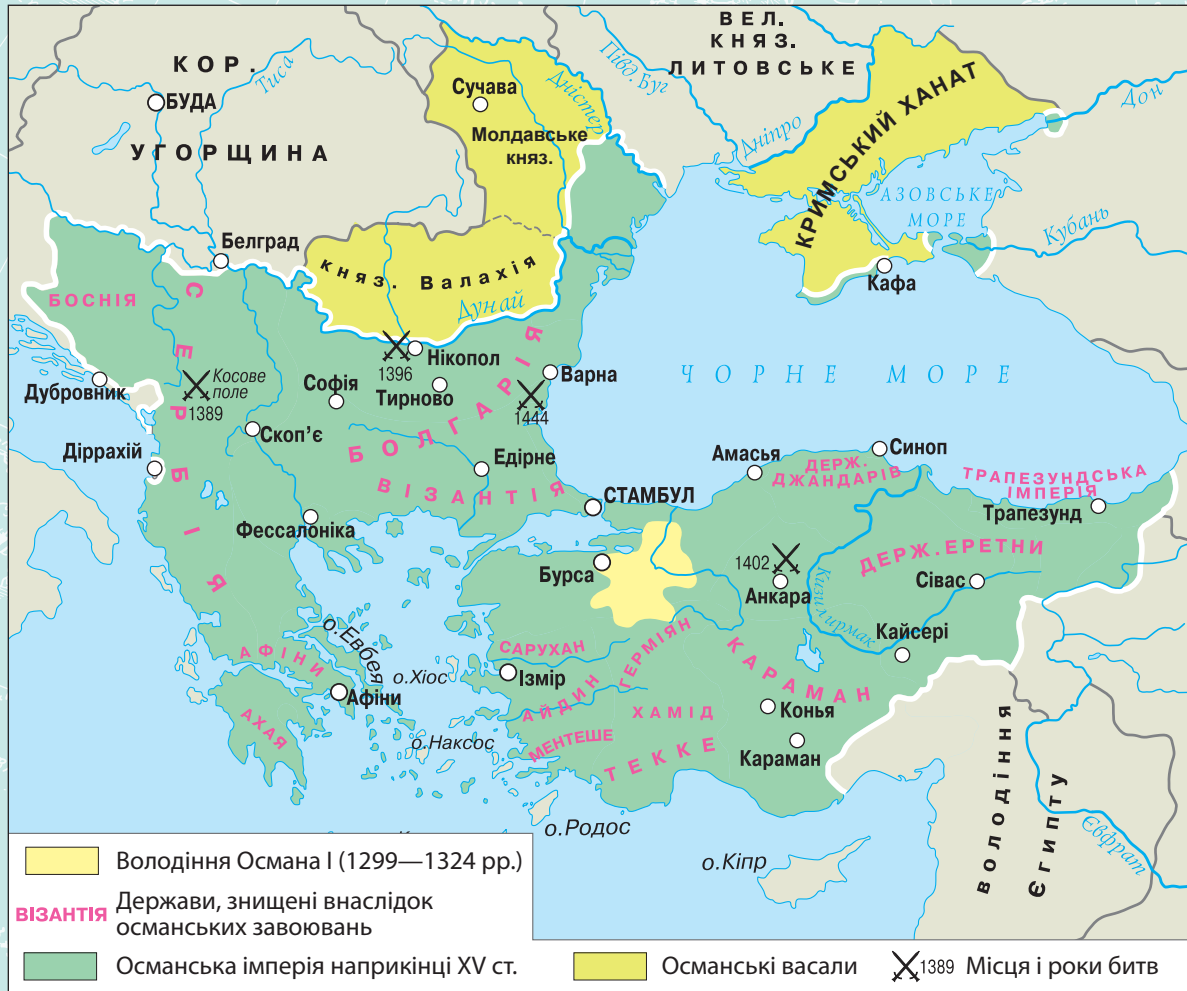 КОР.
УГОРЩИНА
БУДА
Тиса
Сучава
Молдавське
княз.
Дністер
Півд. Буг
ВЕЛ.
КНЯЗ.
ЛИТОВСЬКЕ
Дніпро
КРИМСЬКИЙ ХАНАТ
Дон
АЗОВСЬКЕ
МОРЕ
Кубань
Кафа
Белград
княз. Валахія
Дунай
БОСНІЯ
СЕРБІЯ
Косове
поле
1389
Дубровник
Діррахій
Скоп'є
Софія
1396
Нікопол
Тирново
1444
Варна
БОЛГАРІЯ
ВІЗАНТІЯ
Едірне
СТАМБУЛ
Фессалоніка
ЧОРНЕ МОРЕ
Амасья
ДЕРЖ.
ДЖАНДАРІВ
Синоп
ТРАПЕЗУНДСЬКА
ІМПЕРІЯ
Трапезунд
ДЕРЖ. ЕРЕТНИ
1402
Анкара
Сівас
Кизилирмак
Кайсері
Бурса
САРУХАН
ГЕРМІЯН
КАРАМАН
Ізмір
АЙДИН
ХАМІД
Конья
МЕНТЕШЕ
ТЕККЕ
Караман
о.Евбея
АФІНИ
о.Хіос
Афіни
АХАЯ
о.Наксос
о.Родос
о.Кіпр
ВОЛОДІННЯ
ЄГИПТУ
Євфрат
Володіння Османа І (1299—1324 рр.)
ВІЗАНТІЯ
Держави, знищені внаслідок
османських завоювань
Османська імперія наприкінці XV ст.
Османські васали
1389 Місця і роки битв